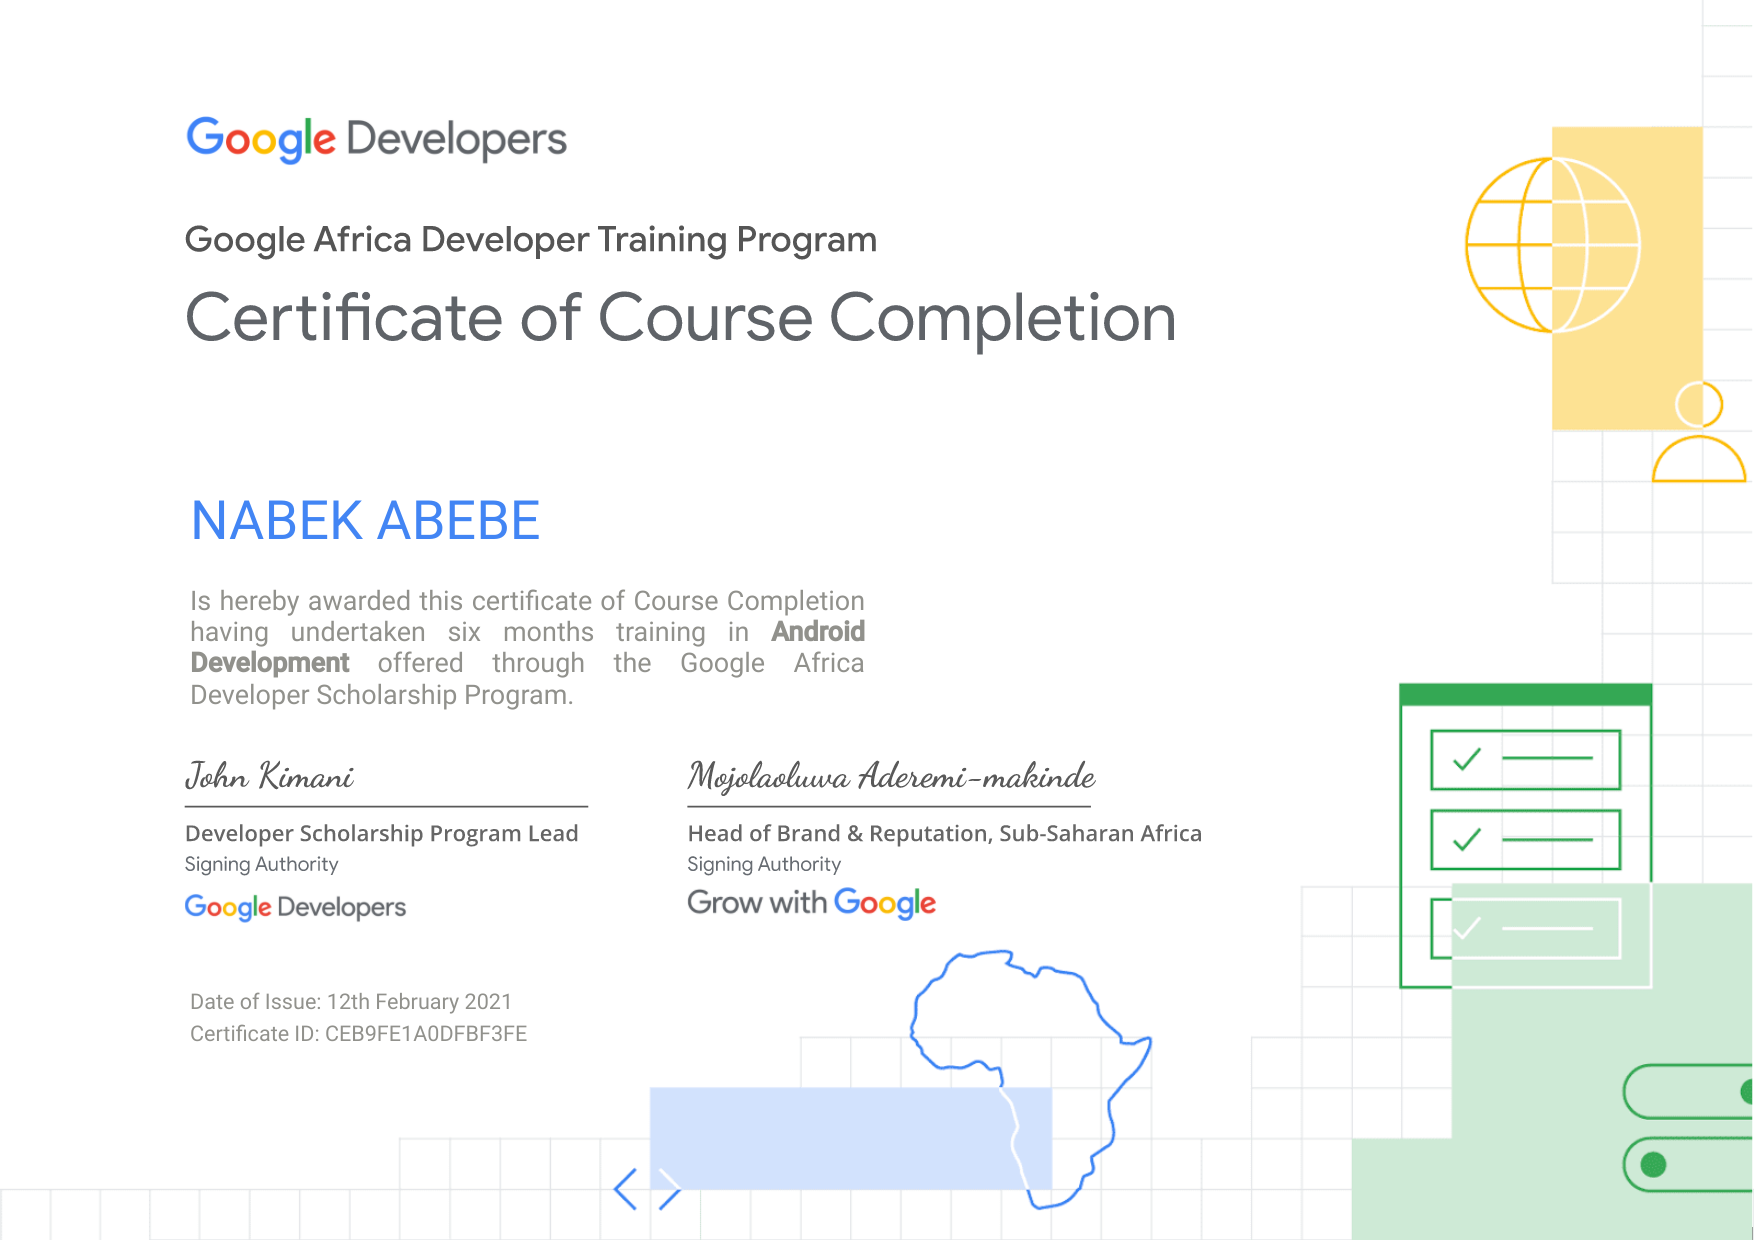 Google Developers
Google Africa Developer Training Program
Certificate of Course Completion
NABEK ABEBE
Is hereby awarded this certificate of Course Completion
having undertaken six months training in Android
Development offered through the Google Africa
Developer Scholarship Program.
John Kimani
Developer Scholarship Program Lead
Signing Authority
Google Developers
Mojolaoluwa Aderemi-makinde
Head of Brand & Reputation, Sub-Saharan Africa
Signing Authority
Grow with Google
Date of Issue: 12th February 2021
Certificate ID: CEB9FE1A0DFBF3FE